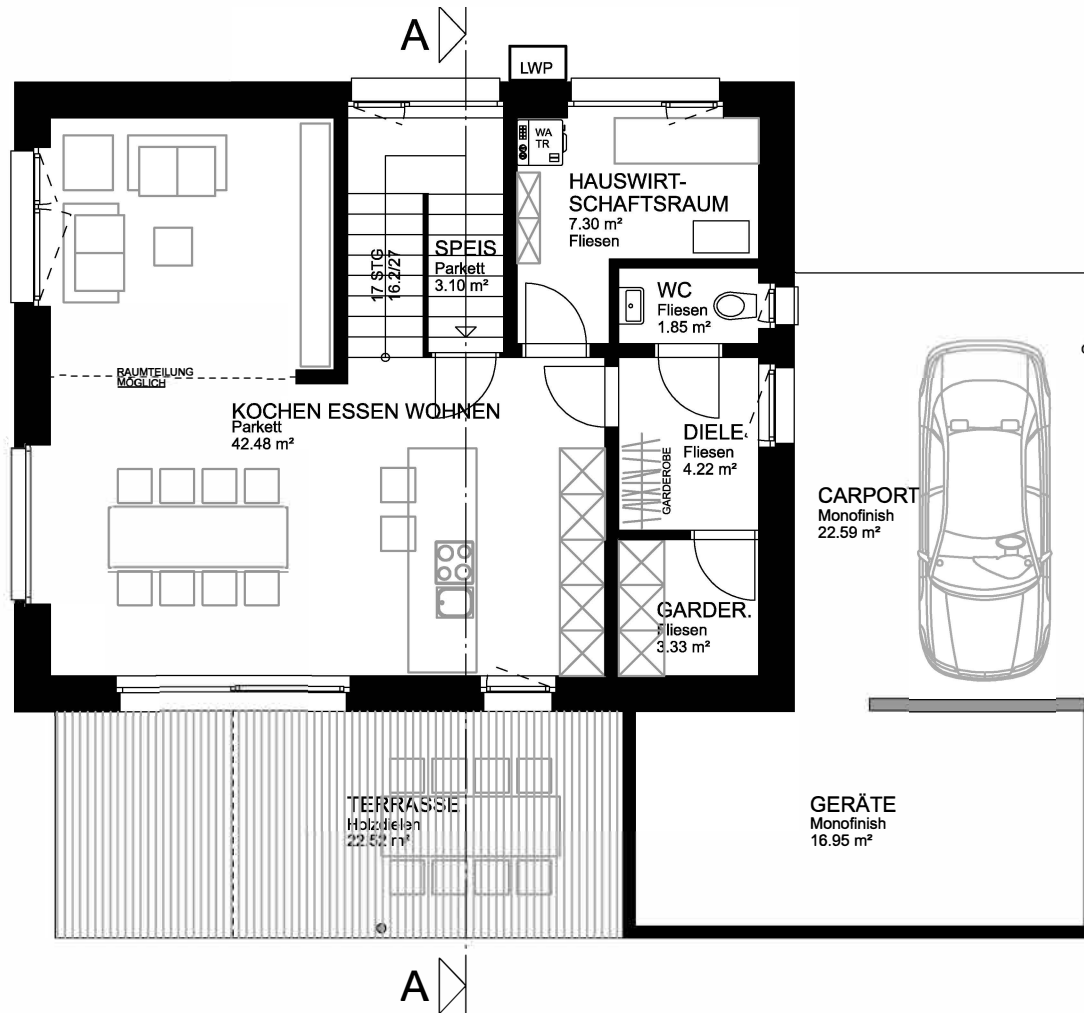 A
LWP
WA
TR
HAUSWIRT-
SCHAFTSRAUM
7.30 m²
Fliesen
SPEIS
Parkett
3.10 m²
17 STG
16.2/27
WC
Fliesen
1.85 m²
RAUMTEILUNG
MÖGLICH
KOCHEN ESSEN WOHNEN
Parkett
42.48 m²
DIELE
Fliesen
4.22 m²
GARDEROBE
CARPORT
Monofinish
22.59 m²
GARDER.
Fliesen
3.33 m²
TERRASSE
Holzdielen
22.52 m²
GERÄTE
Monofinish
16.95 m²
A